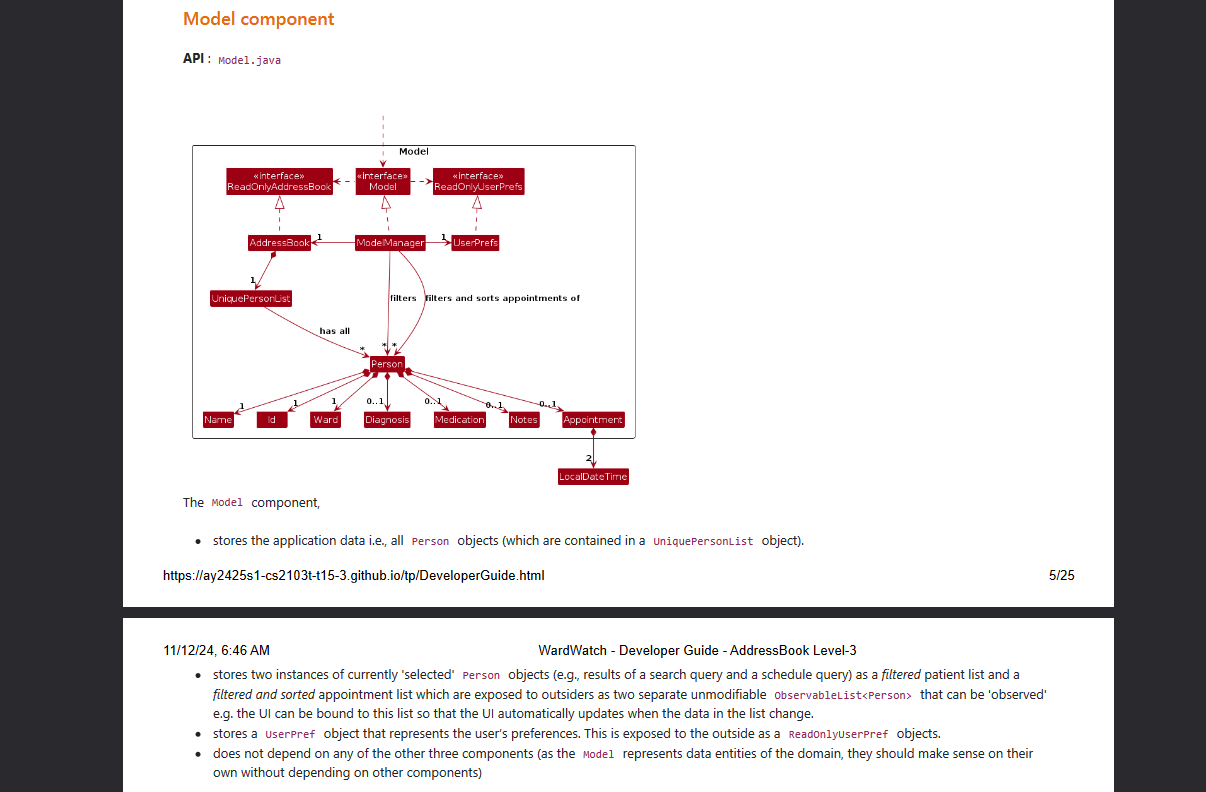 Model component
API : Model.java
Model
«interface»
ReadOnlyAddressBook
«interface»
Model
«interface»
ReadOnlyUserPrefs
AddressBook
1
ModelManager
1
UserPrefs
1
UniquePersonList
filters
filters and sorts appointments of
has all
*
*
*
Person
1
1
1
0..1
0..1
0..1
0..1
Name
Id
Ward
Diagnosis
Medication
Notes
Appointment
2
LocalDateTime
The Model component,
• stores the application data i.e., all Person objects (which are contained in a UniquePersonList object).
https://ay2425s1-cs2103t-t15-3.github.io/tp/DeveloperGuide.html 5/25
11/12/24, 6:46 AM WardWatch - Developer Guide - AddressBook Level-3
• stores two instances of currently 'selected' Person objects (e.g., results of a search query and a schedule query) as a filtered patient list and a
filtered and sorted appointment list which are exposed to outsiders as two separate unmodifiable ObservableList<Person> that can be 'observed'
e.g. the UI can be bound to this list so that the UI automatically updates when the data in the list change.
• stores a UserPref object that represents the user's preferences. This is exposed to the outside as a ReadOnlyUserPref objects.
• does not depend on any of the other three components (as the Model represents data entities of the domain, they should make sense on their
own without depending on other components)